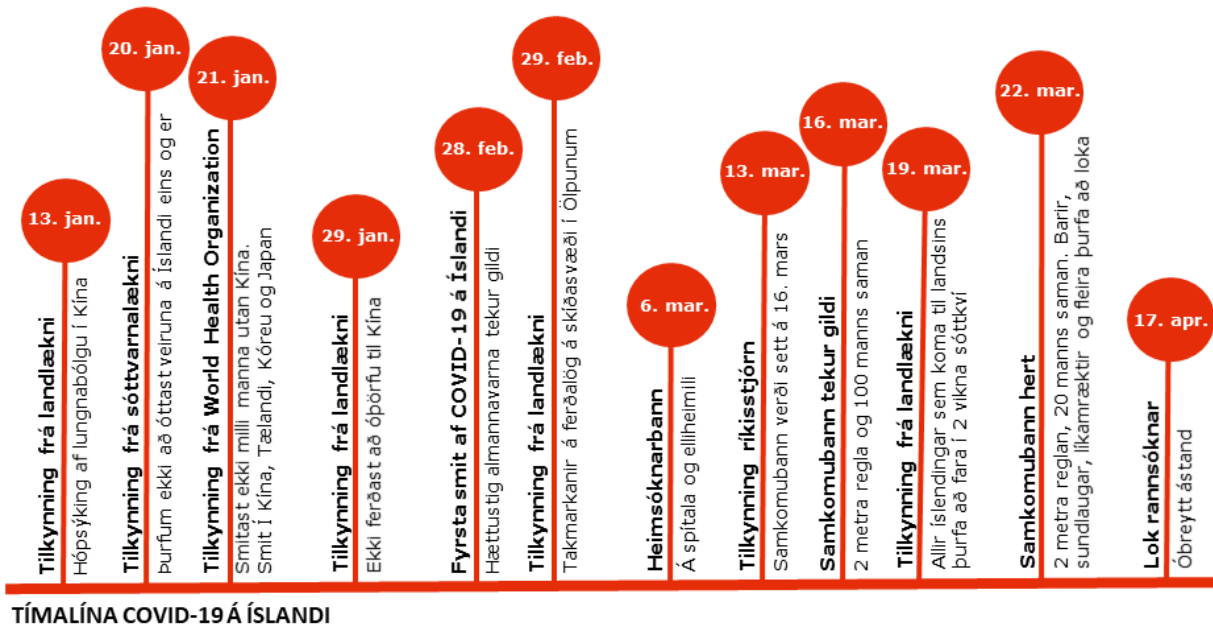 13. jan.
Tilkynning frá landlækni
Hópsýking af lungnabólgu í Kína
20. jan.
Tilkynning frá sóttvarnalækni
Þurfum ekki að óttast veiruna á Íslandi eins og er
21. jan.
Tilkynning frá World Health Organization
Smitast ekki milli manna utan Kína.
Smit í Kína, Tælandi, Kóreu og Japan
29. jan.
Tilkynning frá landlækni
Ekki ferðast að óþörfu til Kína
28. feb.
Fyrsta smit af COVID-19 á Íslandi
Hættustig almannavarna tekur gildi
29. feb.
Tilkynning frá landlækni
Takmarkanir á ferðalög á skíðasvæði í Ölpunum
6. mar.
Heimsóknarbann
Á spítala og elliheimili
13. mar.
Tilkynning ríkisstjórn
Samkomubann verði sett á 16. mars
16. mar.
Samkomubann tekur gildi
2 metra regla og 100 manns saman
19. mar.
Tilkynning frá landlækni
Allir íslendingar sem koma til landsins
þurfa að fara í 2 vikna sóttkví
22. mar.
Samkomubann hert
2 metra reglan, 20 manns saman. Barir,
sundlaugar, líkamræktir og fleira þurfa að loka
17. apr.
Lok rannsóknar
Óbreytt ástand
TÍMALÍNA COVID-19 Á ÍSLANDI